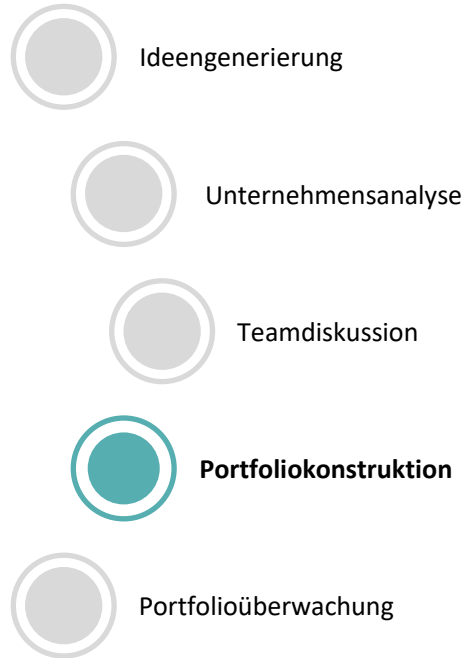 Ideengenerierung
Unternehmensanalyse
Teamdiskussion
Portfoliokonstruktion
Portfolioüberwachung